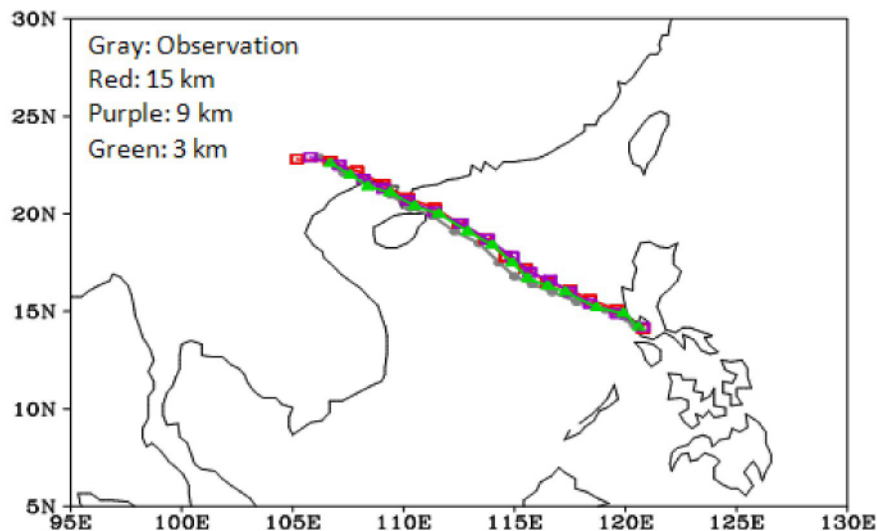 30N
Gray: Observation
Red: 15 km
25N
Purple: 9 km
Green: 3 km
20N
15N
10N
5N
95E 100E 105E 110E 115E 120E 125E 130E